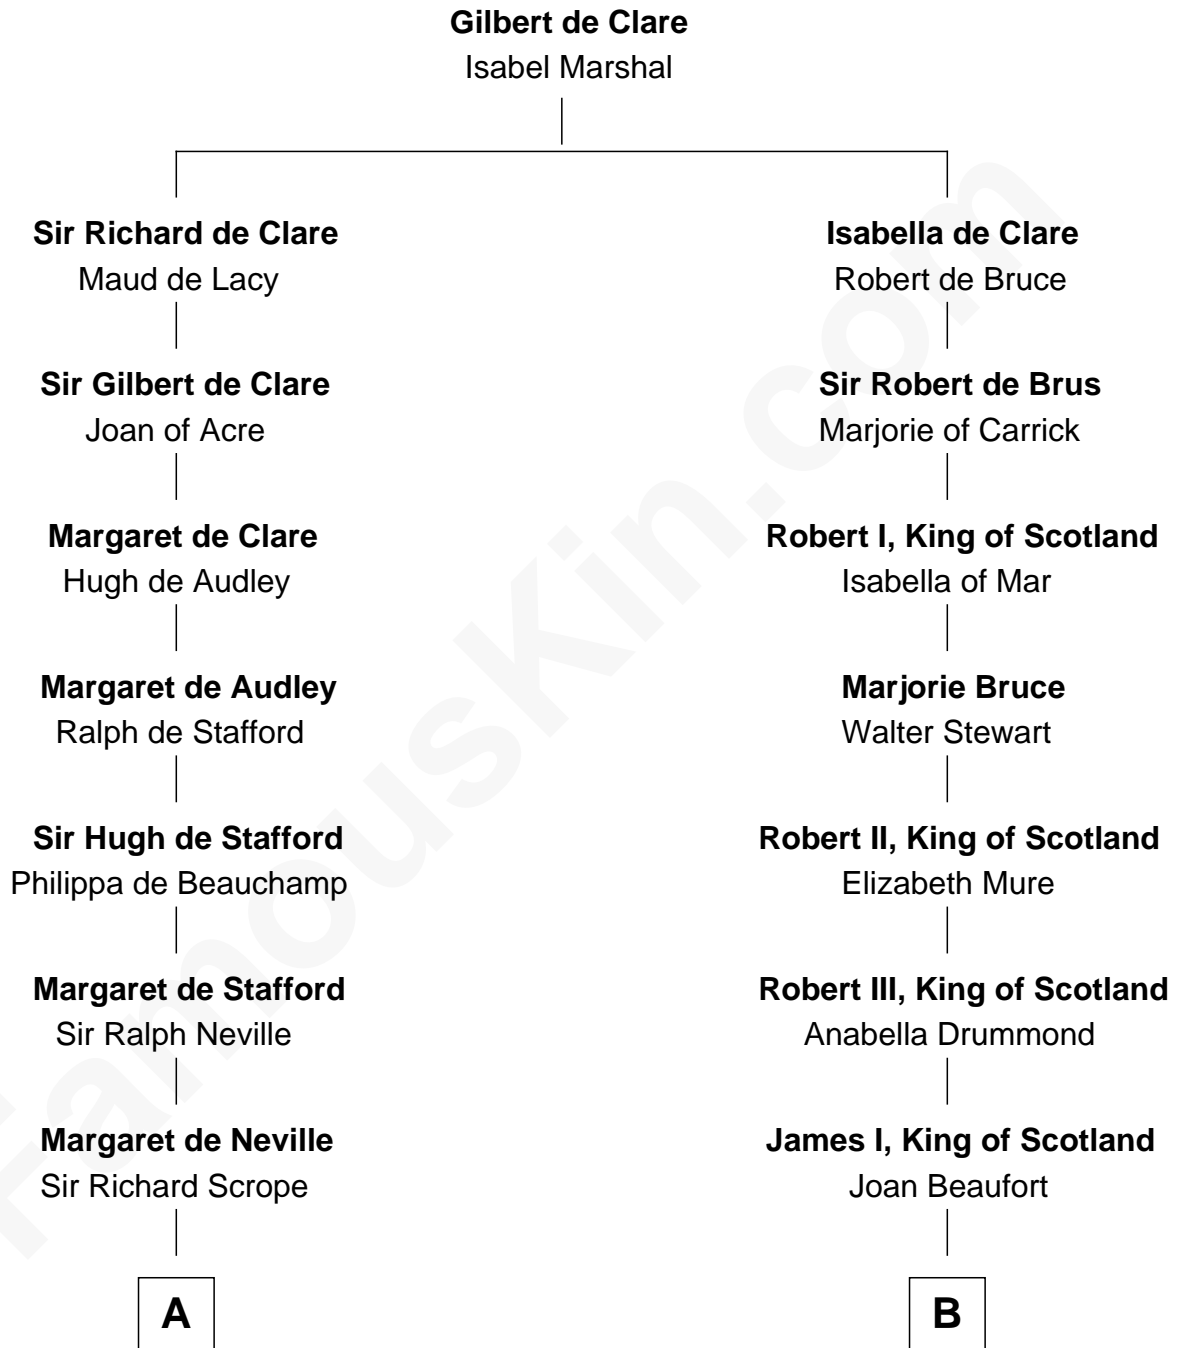 Gilbert de Clare
Isabel Marshal
Sir Richard de Clare
Maud de Lacy
Isabella de Clare
Robert de Bruce
Sir Gilbert de Clare
Joan of Acre
Sir Robert de Brus
Marjorie of Carrick
Margaret de Clare
Hugh de Audley
Robert I, King of Scotland
Isabella of Mar
Margaret de Audley
Ralph de Stafford
Marjorie Bruce
Walter Stewart
Sir Hugh de Stafford
Philippa de Beauchamp
Robert II, King of Scotland
Elizabeth Mure
Margaret de Stafford
Sir Ralph Neville
Robert III, King of Scotland
Anabella Drummond
Margaret de Neville
Sir Richard Scrope
James I, King of Scotland
Joan Beaufort
A
B
FamousKin.com